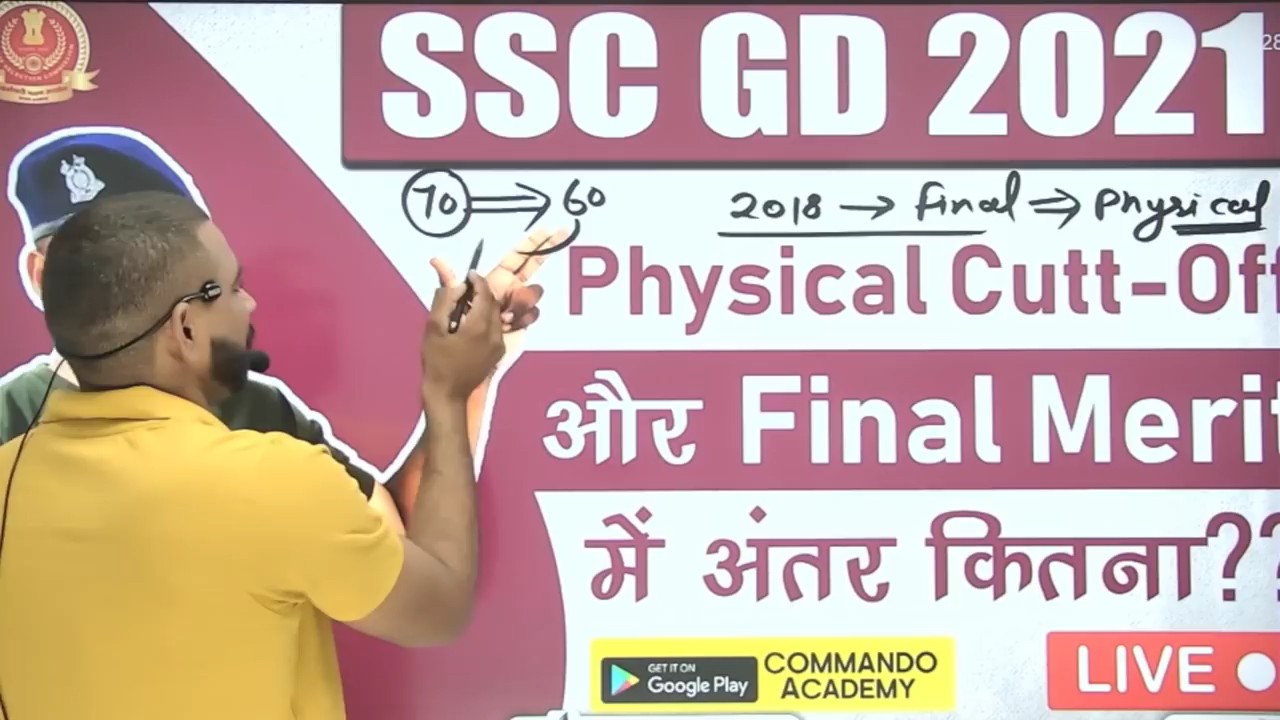 SSC GD 2021
28
70 ⇒ 60
2018 → Final ⇒ Physical
Physical Cutt-Off
और Final Merit
में अंतर कितना??
GET IT ON
Google Play
COMMANDO
ACADEMY
LIVE